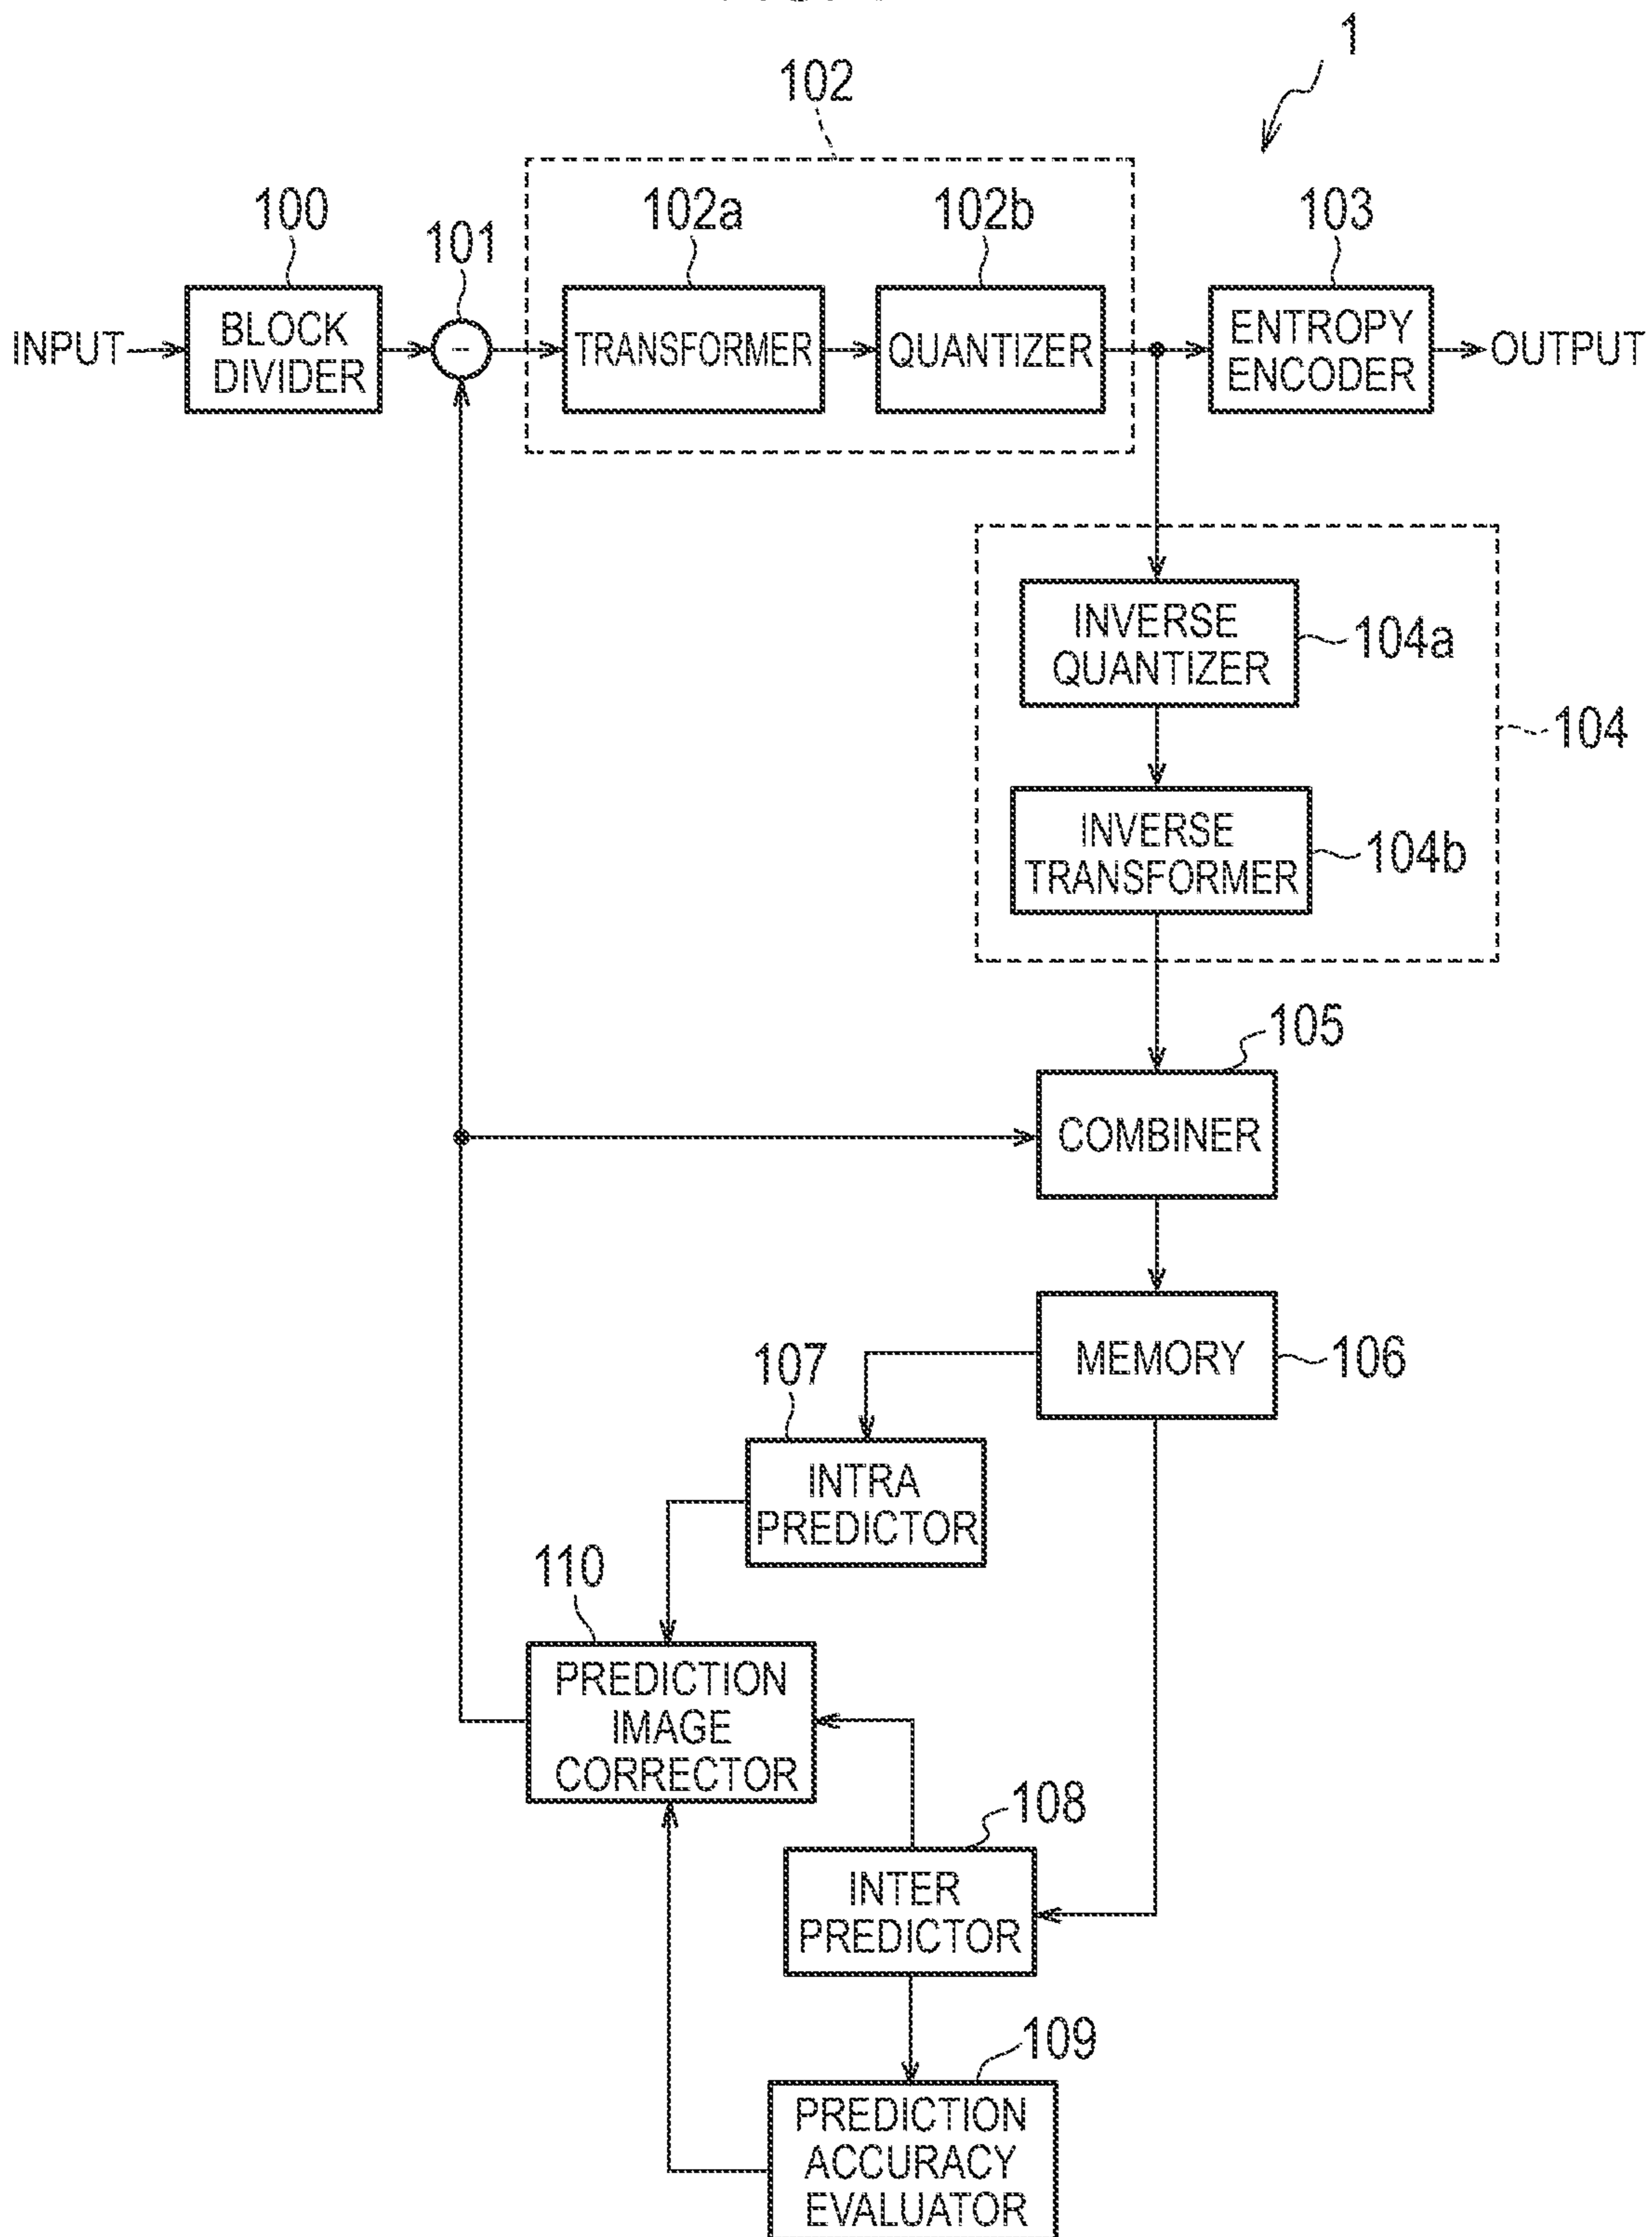 1
102
100
101
102a
102b
103
INPUT
BLOCK
DIVIDER
-
TRANSFORMER
QUANTIZER
ENTROPY
ENCODER
OUTPUT
INVERSE
QUANTIZER
104a
104
INVERSE
TRANSFORMER
104b
105
COMBINER
MEMORY
106
107
INTRA
PREDICTOR
110
PREDICTION
IMAGE
CORRECTOR
108
INTER
PREDICTOR
109
PREDICTION
ACCURACY
EVALUATOR